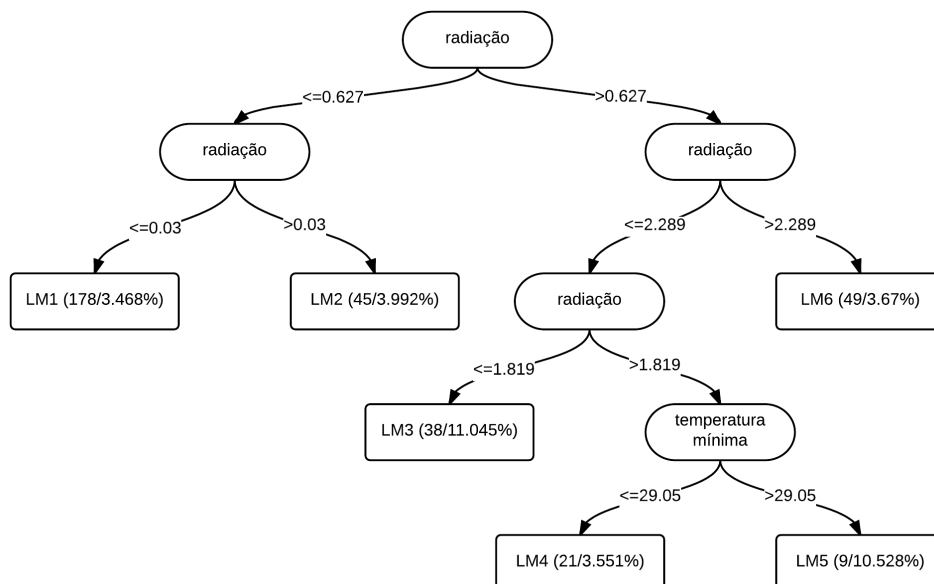 radiação
<=0.627
>0.627
radiação
radiação
<=0.03
>0.03
<=2.289
>2.289
LM1 (178/3.468%)
LM2 (45/3.992%)
radiação
LM6 (49/3.67%)
<=1.819
>1.819
LM3 (38/11.045%)
temperatura
mínima
<=29.05
>29.05
LM4 (21/3.551%)
LM5 (9/10.528%)